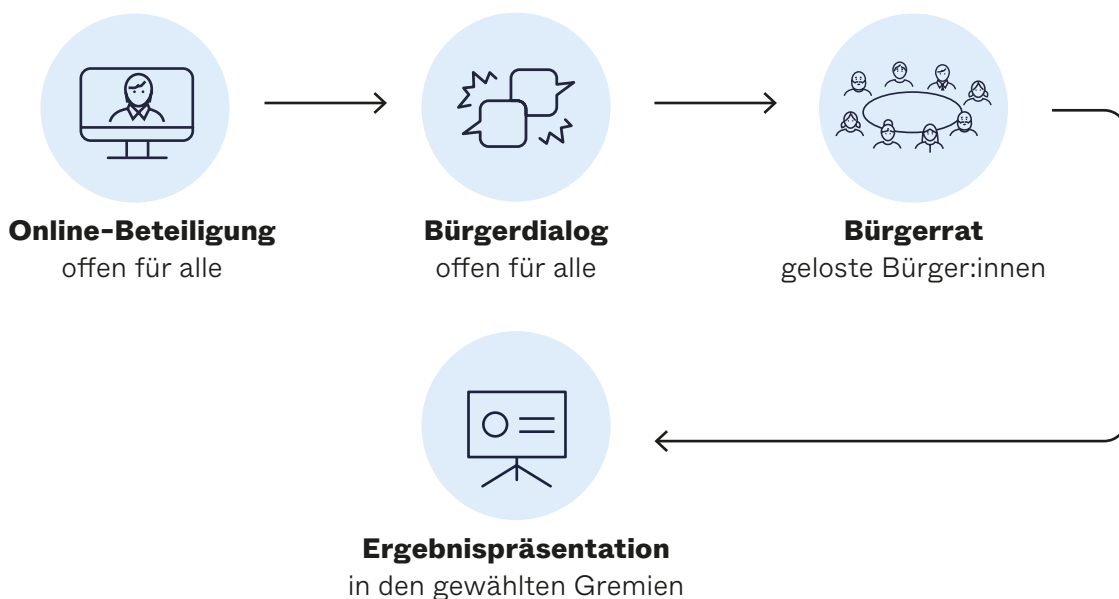 Online-Beteiligung
offen für alle
Bürgerdialog
offen für alle
Bürgerrat
geloste Bürger:innen
Ergebnispräsentation
in den gewählten Gremien